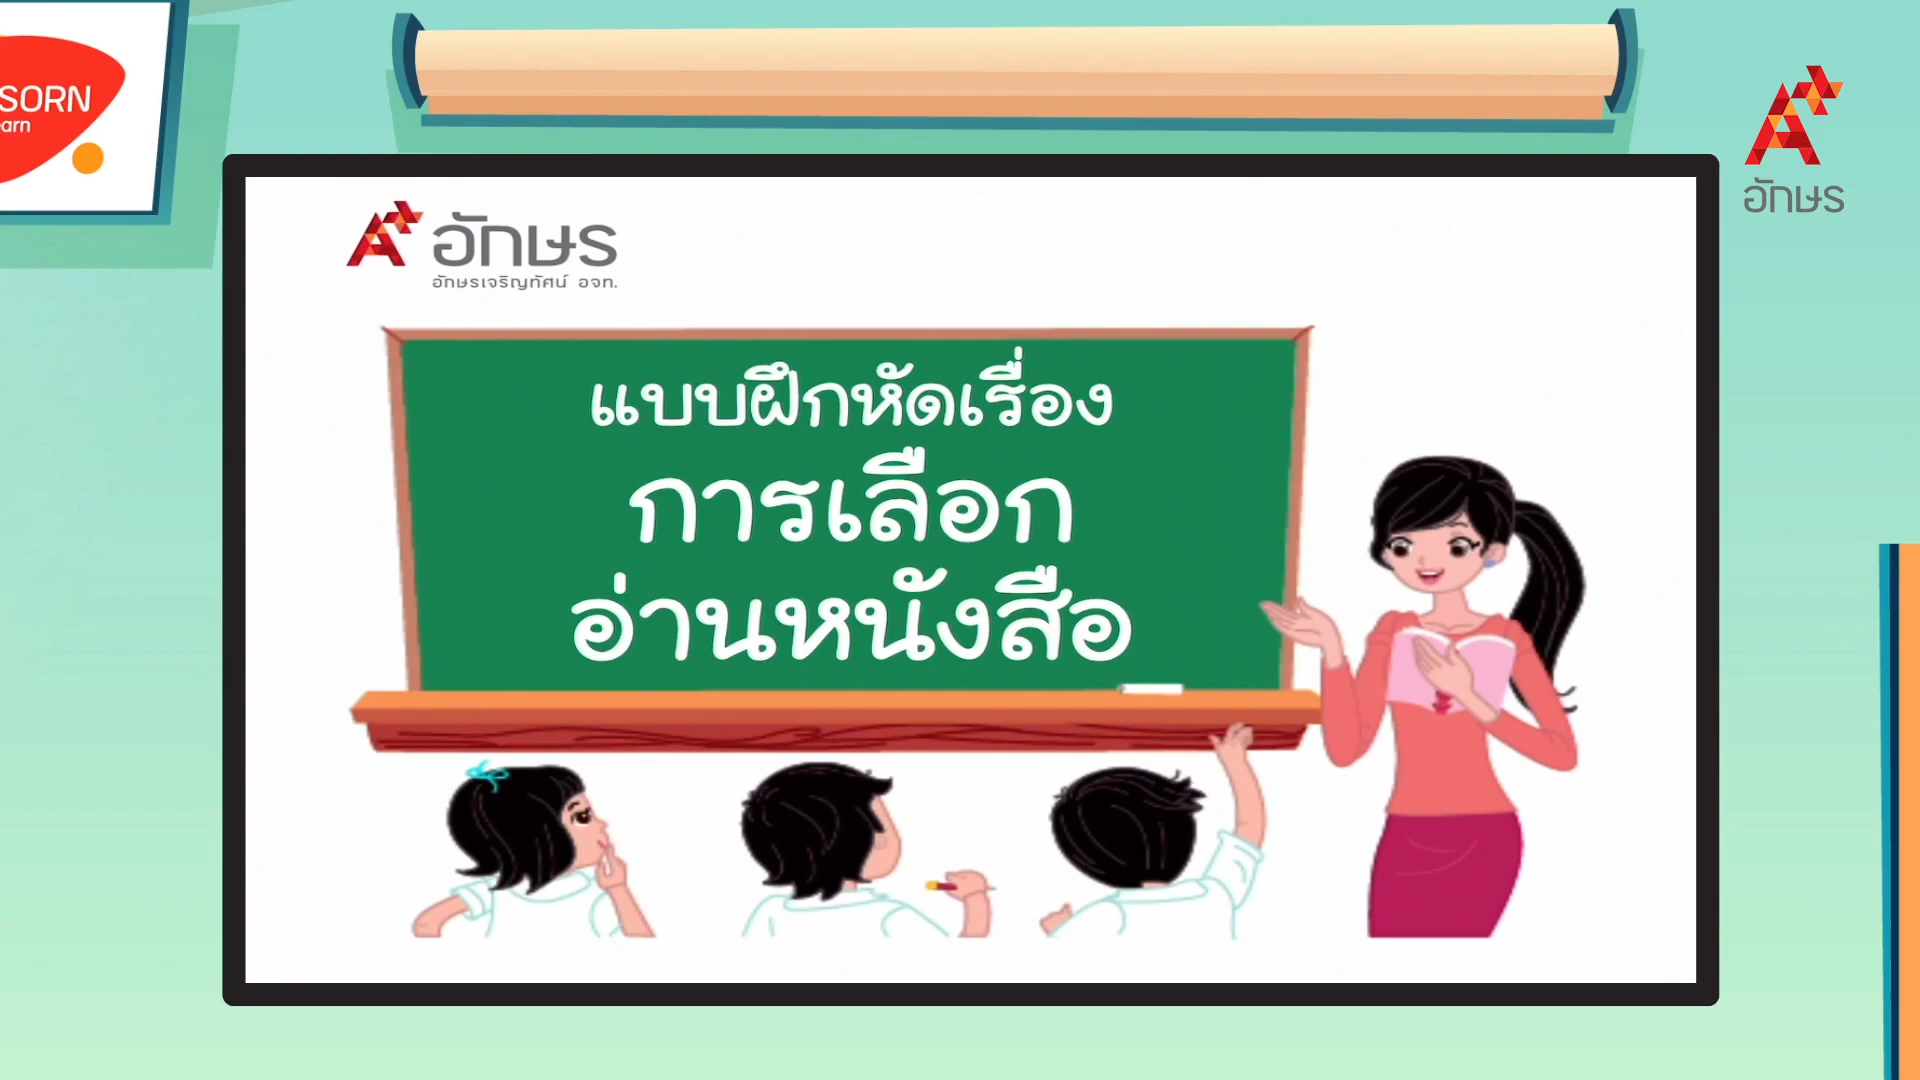 SORN
earn
อักษร
อักษร
อักษรเจริญทัศน์ อจท.
แบบฝึกหัดเรื่อง
การเลือก
อ่านหนังสือ